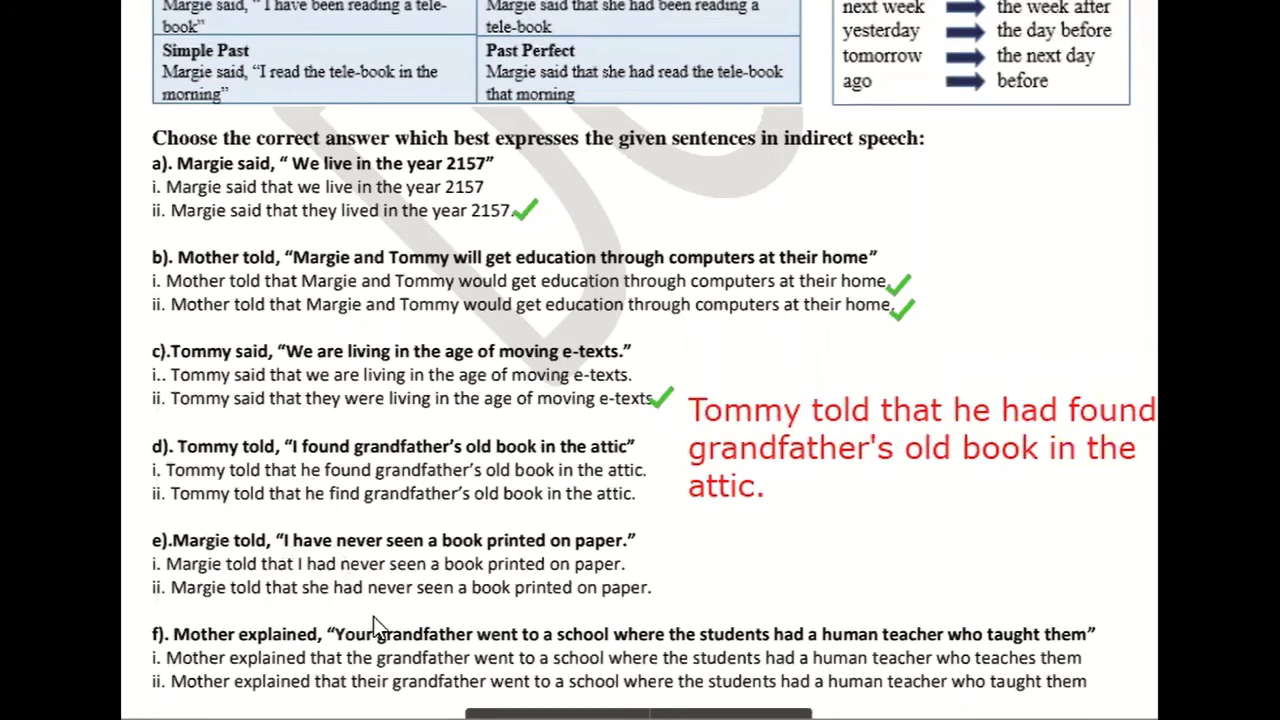 Margie said, “ I have been reading a tele-
book”
Margie said that she had been reading a
tele-book
Simple Past
Margie said, “I read the tele-book in the
morning”
Past Perfect
Margie said that she had read the tele-book
that morning
next week the week after
yesterday the day before
tomorrow the next day
ago before
Choose the correct answer which best expresses the given sentences in indirect speech:
a). Margie said, “ We live in the year 2157”
i. Margie said that we live in the year 2157
ii. Margie said that they lived in the year 2157.
b). Mother told, “Margie and Tommy will get education through computers at their home”
i. Mother told that Margie and Tommy would get education through computers at their home.
ii. Mother told that Margie and Tommy would get education through computers at their home.
c).Tommy said, “We are living in the age of moving e-texts.”
i.. Tommy said that we are living in the age of moving e-texts.
ii. Tommy said that they were living in the age of moving e-texts
d). Tommy told, “I found grandfather’s old book in the attic”
i. Tommy told that he found grandfather’s old book in the attic.
ii. Tommy told that he find grandfather’s old book in the attic.
Tommy told that he had found
grandfather's old book in the
attic.
e).Margie told, “I have never seen a book printed on paper.”
i. Margie told that I had never seen a book printed on paper.
ii. Margie told that she had never seen a book printed on paper.
f). Mother explained, “Your grandfather went to a school where the students had a human teacher who taught them”
i. Mother explained that the grandfather went to a school where the students had a human teacher who teaches them
ii. Mother explained that their grandfather went to a school where the students had a human teacher who taught them